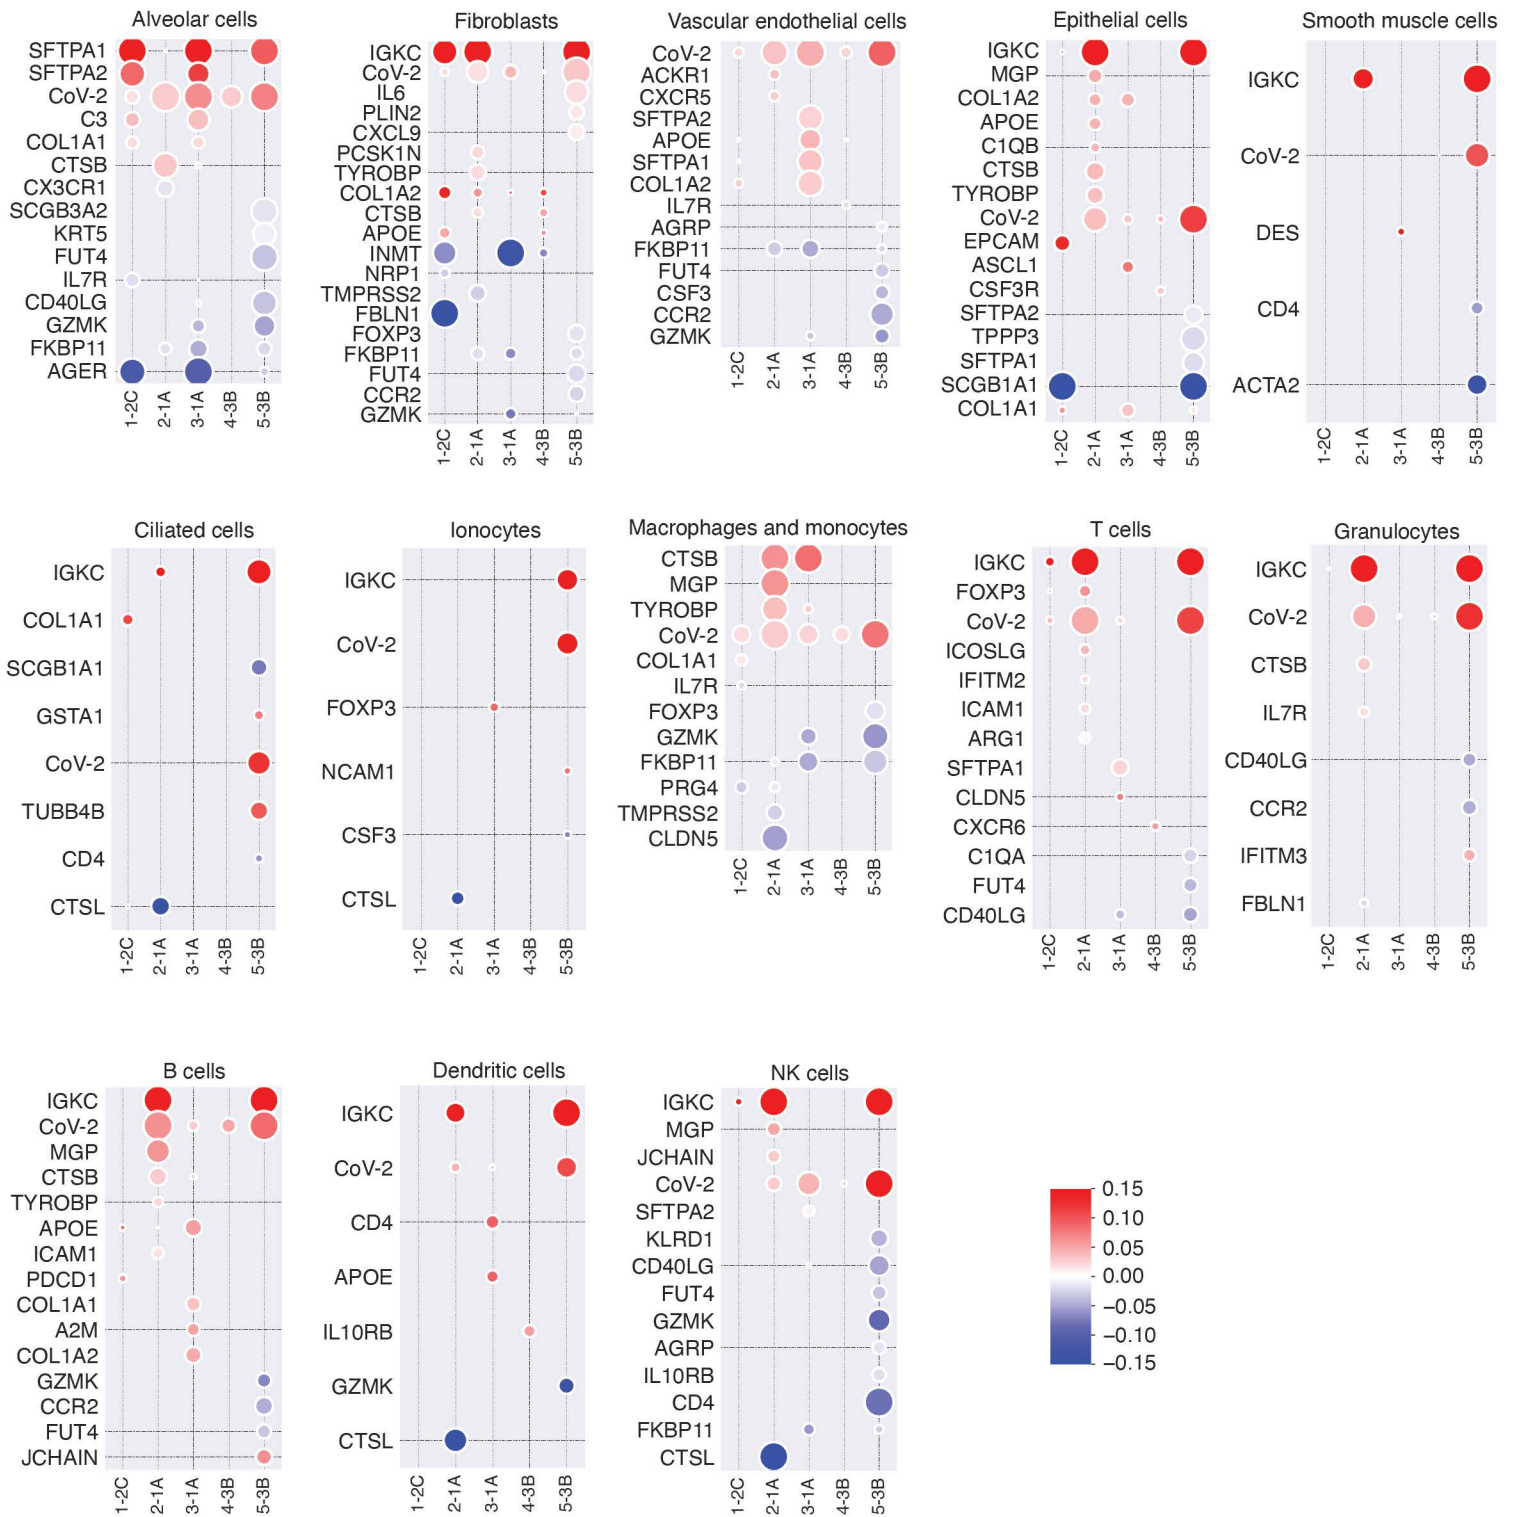 Alveolar cells
SFTPA1
SFTPA2
CoV-2
C3
COL1A1
CTSB
CX3CR1
SCGB3A2
KRT5
FUT4
IL7R
CD40LG
GZMK
FKBP11
AGER
1-2C
2-1A
3-1A
4-3B
5-3B
Fibroblasts
IGKC
CoV-2
IL6
PLIN2
CXCL9
PCSK1N
TYROBP
COL1A2
CTSB
APOE
INMT
NRP1
TMPRSS2
FBLN1
FOXP3
FKBP11
FUT4
CCR2
GZMK
1-2C
2-1A
3-1A
4-3B
5-3B
Vascular endothelial cells
CoV-2
ACKR1
CXCR5
SFTPA2
APOE
SFTPA1
COL1A2
IL7R
AGRP
FKBP11
FUT4
CSF3
CCR2
GZMK
1-2C
2-1A
3-1A
4-3B
5-3B
Epithelial cells
IGKC
MGP
COL1A2
APOE
C1QB
CTSB
TYROBP
CoV-2
EPCAM
ASCL1
CSF3R
SFTPA2
TPPP3
SFTPA1
SCGB1A1
COL1A1
1-2C
2-1A
3-1A
4-3B
5-3B
Smooth muscle cells
IGKC
CoV-2
DES
CD4
ACTA2
1-2C
2-1A
3-1A
4-3B
5-3B
Ciliated cells
IGKC
COL1A1
SCGB1A1
GSTA1
CoV-2
TUBB4B
CD4
CTSL
1-2C
2-1A
3-1A
4-3B
5-3B
Ionocytes
IGKC
CoV-2
FOXP3
NCAM1
CSF3
CTSL
1-2C
2-1A
3-1A
4-3B
5-3B
Macrophages and monocytes
CTSB
MGP
TYROBP
CoV-2
COL1A1
IL7R
FOXP3
GZMK
FKBP11
PRG4
TMPRSS2
CLDN5
1-2C
2-1A
3-1A
4-3B
5-3B
T cells
IGKC
FOXP3
CoV-2
ICOSLG
IFITM2
ICAM1
ARG1
SFTPA1
CLDN5
CXCR6
C1QA
FUT4
CD40LG
1-2C
2-1A
3-1A
4-3B
5-3B
Granulocytes
IGKC
CoV-2
CTSB
IL7R
CD40LG
CCR2
IFITM3
FBLN1
1-2C
2-1A
3-1A
4-3B
5-3B
B cells
IGKC
CoV-2
MGP
CTSB
TYROBP
APOE
ICAM1
PDCD1
COL1A1
A2M
COL1A2
GZMK
CCR2
FUT4
JCHAIN
1-2C
2-1A
3-1A
4-3B
5-3B
Dendritic cells
IGKC
CoV-2
CD4
APOE
IL10RB
GZMK
CTSL
1-2C
2-1A
3-1A
4-3B
5-3B
NK cells
IGKC
MGP
JCHAIN
CoV-2
SFTPA2
KLRD1
CD40LG
FUT4
GZMK
AGRP
IL10RB
CD4
FKBP11
CTSL
1-2C
2-1A
3-1A
4-3B
5-3B
0.15
0.10
0.05
0.00
−0.05
−0.10
−0.15